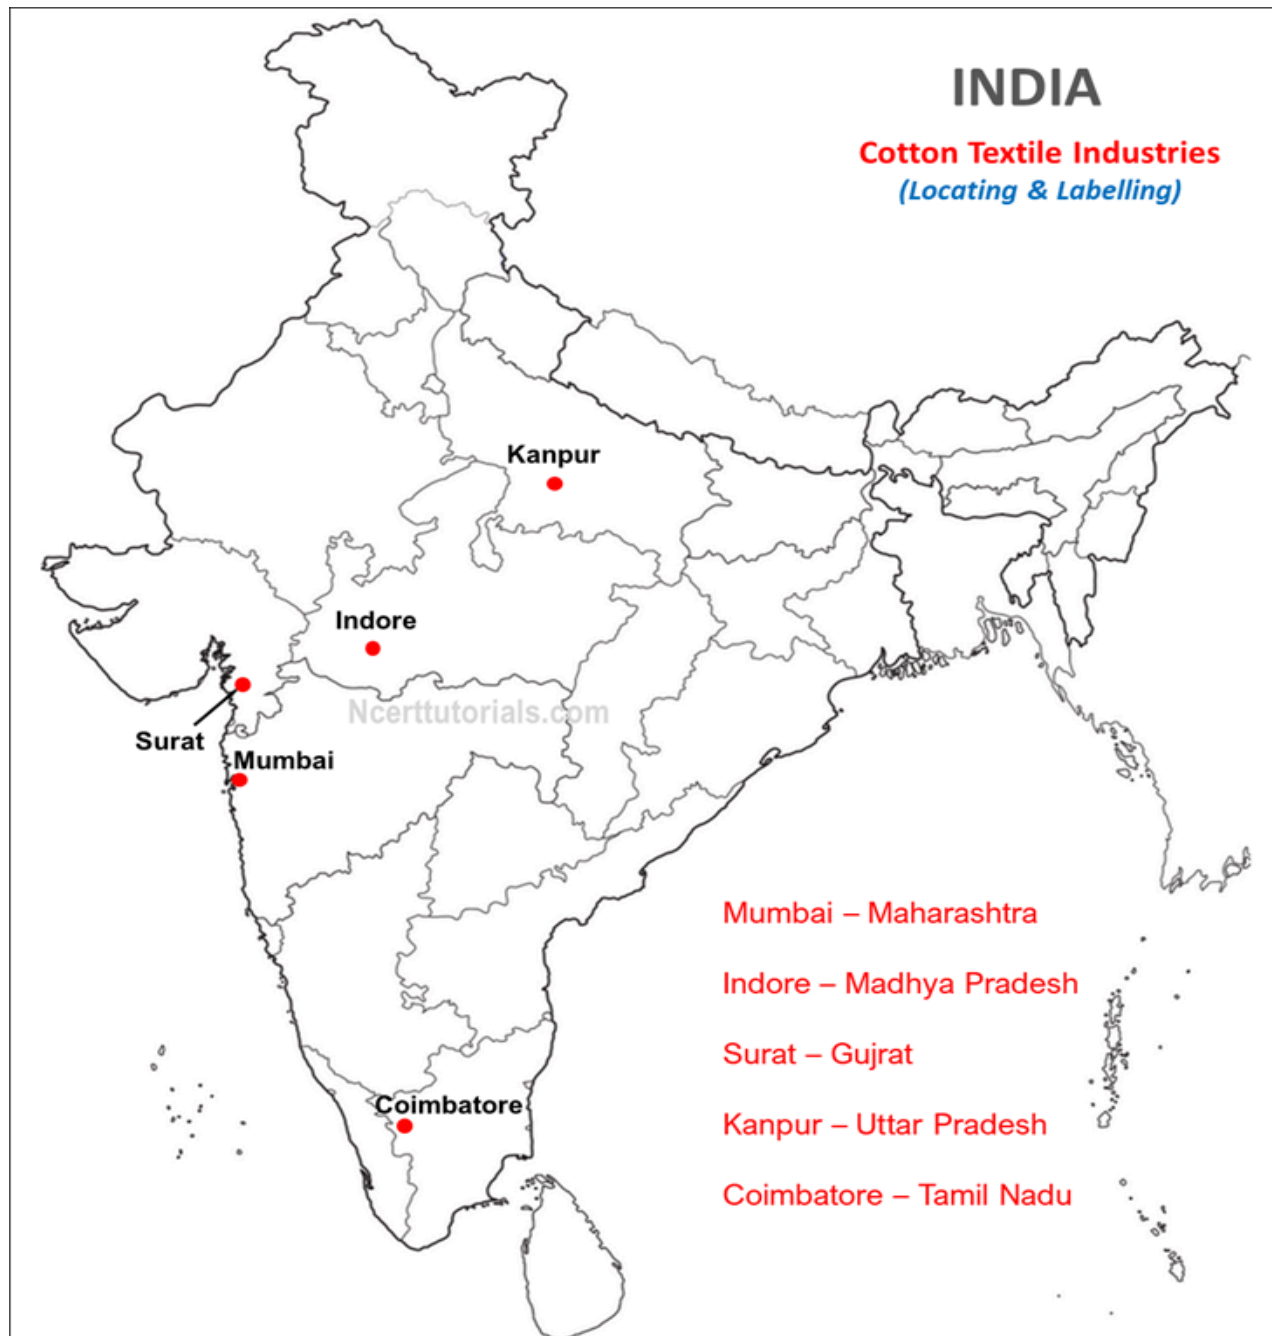 INDIA
Cotton Textile Industries
(Locating & Labelling)
Kanpur
Indore
Ncerttutorials.com
Surat
Mumbai
Mumbai – Maharashtra
Indore – Madhya Pradesh
Surat – Gujrat
Coimbatore
Kanpur – Uttar Pradesh
Coimbatore – Tamil Nadu